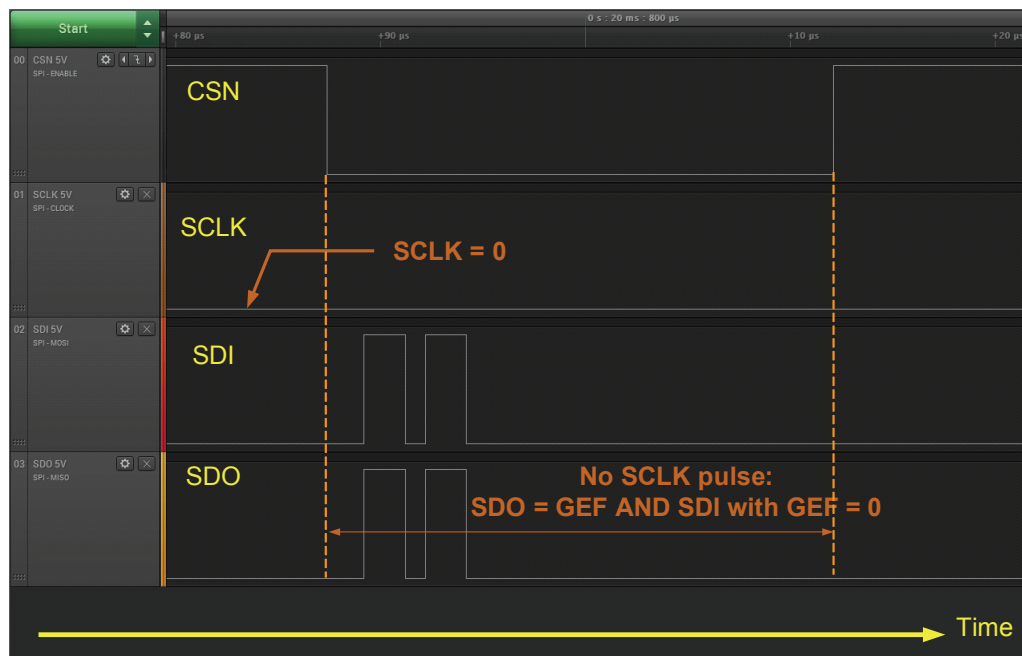 Start
0 s : 20 ms : 800 µs
+80 µs
+90 µs
+10 µs
+20 µs
00 CSN 5V
SPI - ENABLE
CSN
01 SCLK 5V
SPI - CLOCK
SCLK
SCLK = 0
02 SDI 5V
SPI - MOSI
SDI
03 SDO 5V
SPI - MISO
SDO
No SCLK pulse:
SDO = GEF AND SDI with GEF = 0
Time